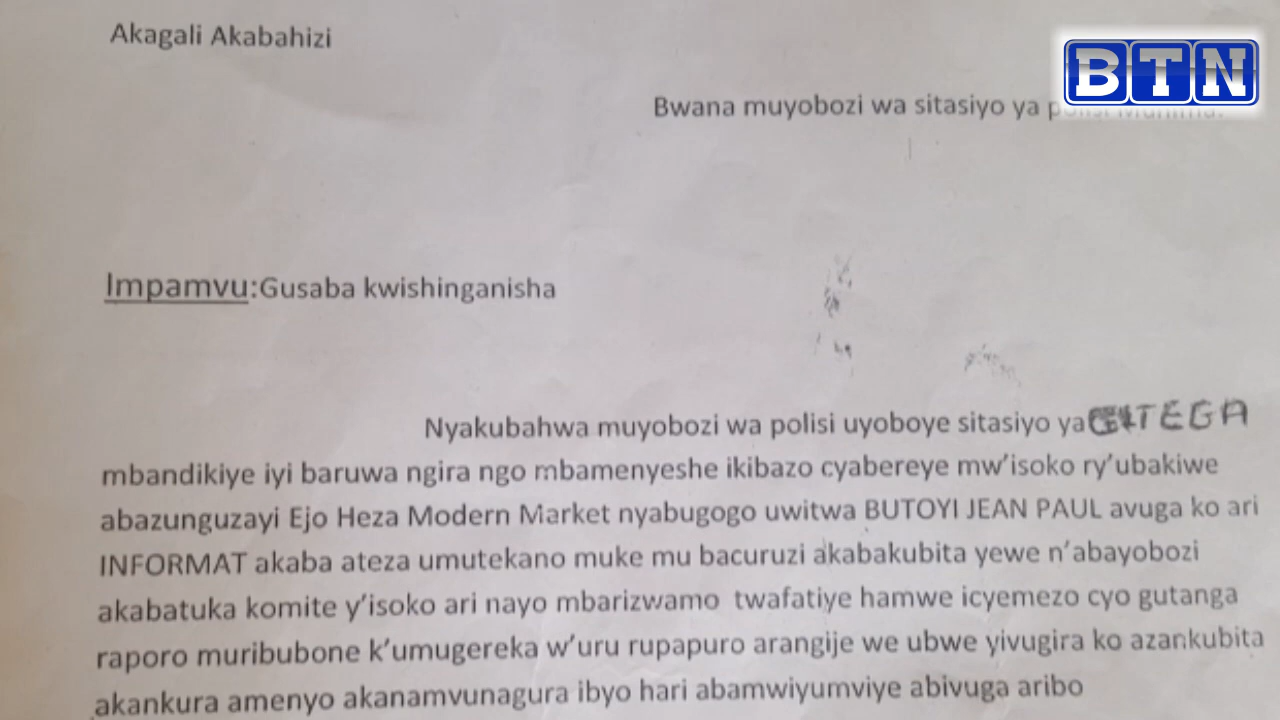 Akagali Akabahizi
BTN
Bwana muyobozi wa sitasiyo ya polisi Muhima.
Impamvu:Gusaba kwishinganisha
Nyakubahwa muyobozi wa polisi uyoboye sitasiyo ya GITEGA
mbandikiye iyi baruwa ngira ngo mbamenyeshe ikibazo cyabereye mw'isoko ry'ubakiwe
abazunguzayi Ejo Heza Modern Market nyabugogo uwitwa BUTOYI JEAN PAUL avuga ko ari
INFORMAT akaba ateza umutekano muke mu bacuruzi akabakubita yewe n'abayobozi
akabatuka komite y'isoko ari nayo mbarizwamo twafatiye hamwe icyemezo cyo gutanga
raporo muribubone k'umugereka w'uru rupapuro arangije we ubwe yivugira ko azankubita
akankura amenyo akanamvunagura ibyo hari abamwiyumviye abivuga aribo